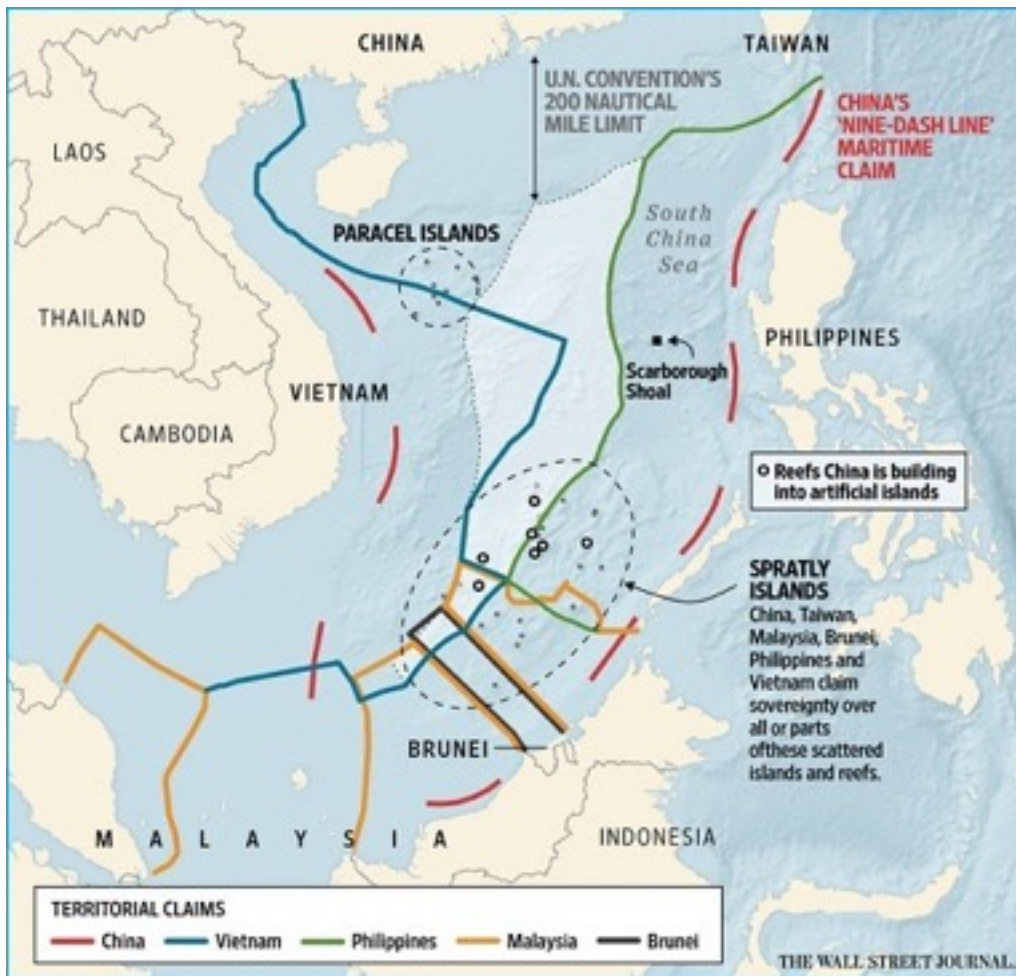 CHINA
TAIWAN
U.N. CONVENTION'S
200 NAUTICAL
MILE LIMIT
CHINA'S
'NINE-DASH LINE'
MARITIME
CLAIM
LAOS
PARACEL ISLANDS
South
China
Sea
THAILAND
PHILIPPINES
Scarborough
Shoal
VIETNAM
CAMBODIA
Reefs China is building
into artificial islands
SPRATLY
ISLANDS
China, Taiwan,
Malaysia, Brunei,
Philippines and
Vietnam claim
sovereignty over
all or parts
ofthese scattered
islands and reefs.
BRUNEI
MALAYSIA
INDONESIA
TERRITORIAL CLAIMS
China Vietnam Philippines Malaysia Brunei
THE WALL STREET JOURNAL.